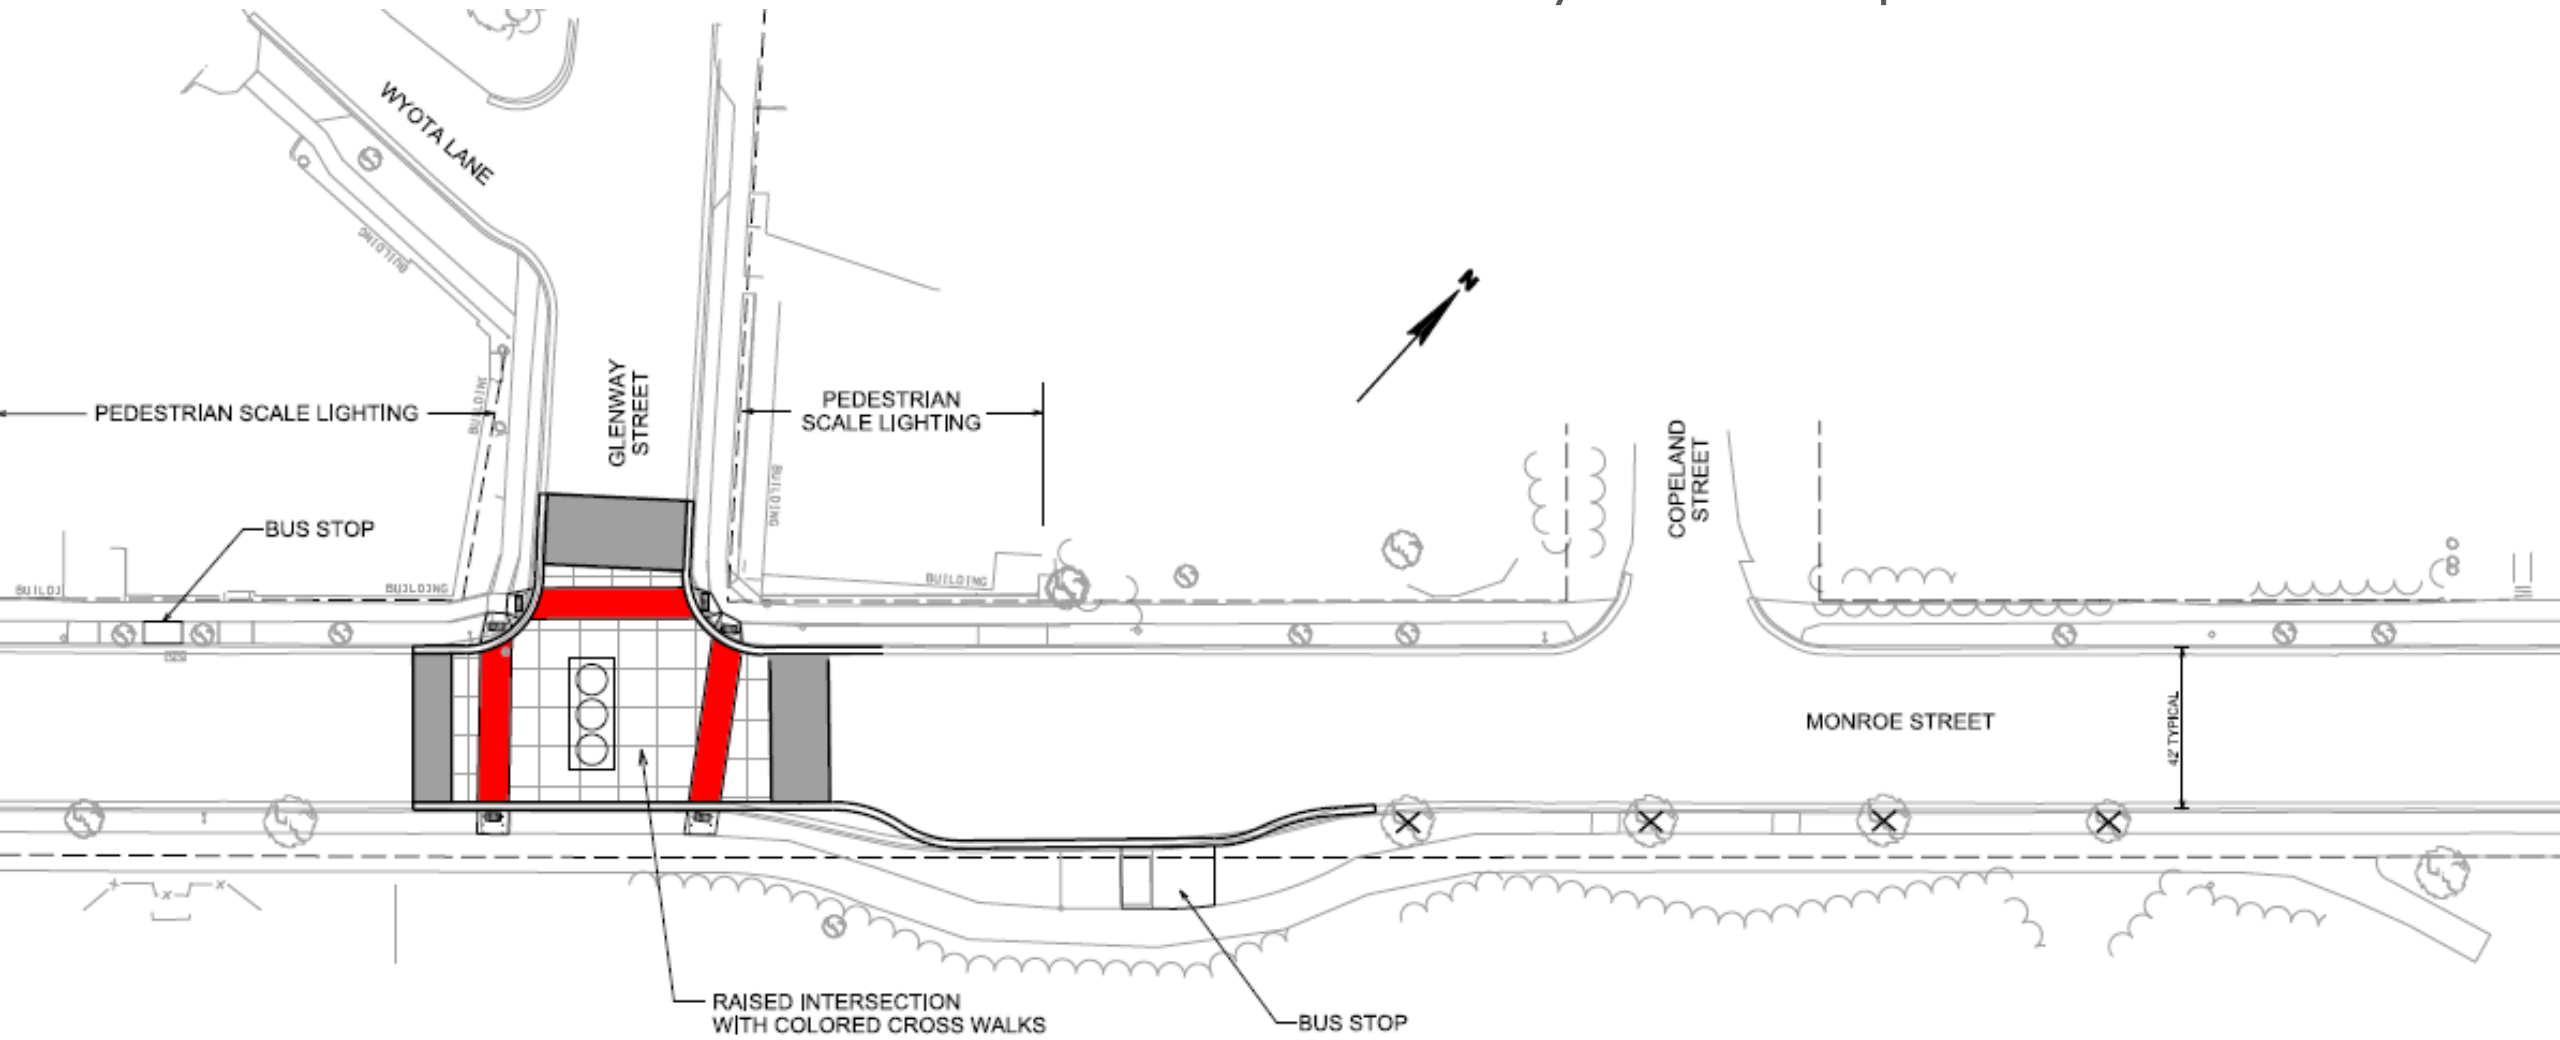 WYOTA LANE
BUILDING
PEDESTRIAN SCALE LIGHTING
BUILDING
GLENWAY
STREET
PEDESTRIAN
SCALE LIGHTING
BUILDING
N
COPELAND
STREET
BUS STOP
BUILDI
BUILDING
BUILDING
MONROE STREET
42' TYPICAL
RAISED INTERSECTION
WITH COLORED CROSS WALKS
BUS STOP